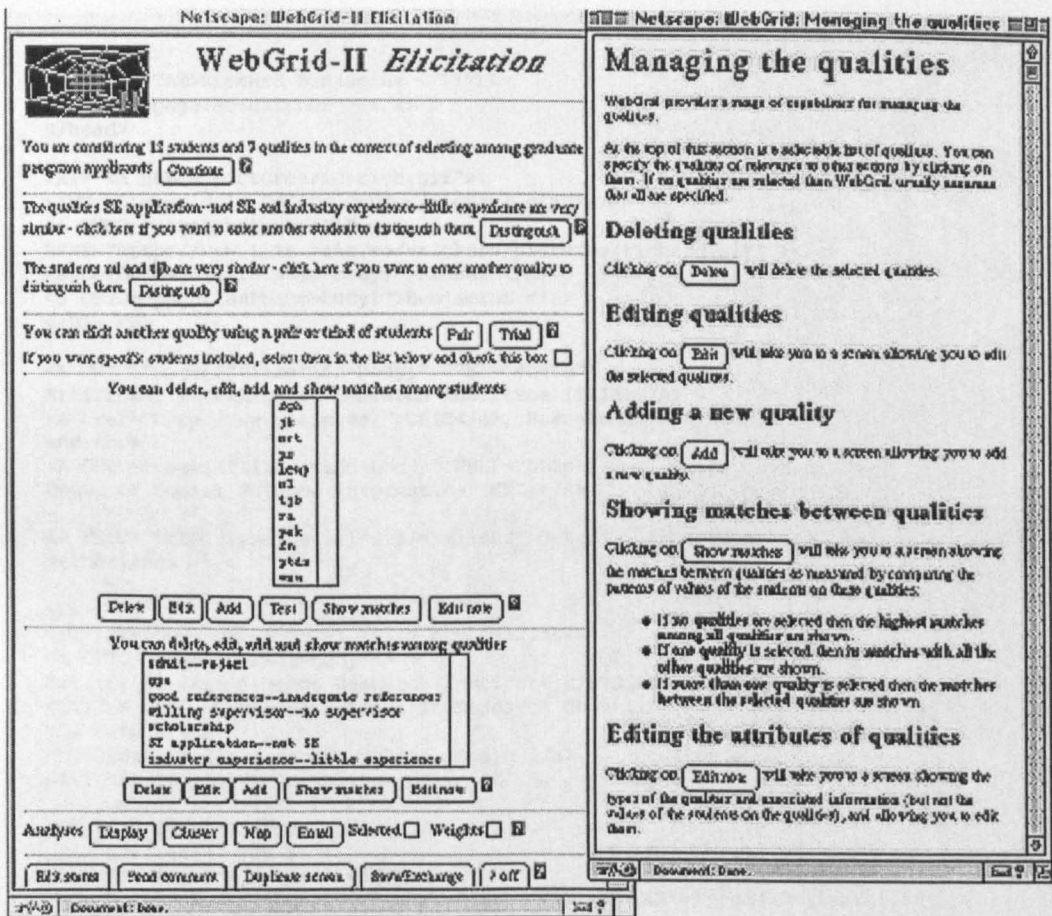 Netscape: WebGrid-II Elicitation
WebGrid-II Elicitation
You are considering 12 students and 7 qualities in the context of selecting among graduate
program applicants Continue ?
The qualities SE application--not SE and industry experience--little experience are very
similar - click here if you want to enter another student to distinguish them Distinguish ?
The students and are very similar - click here if you want to enter another quality to
distinguish them Distinguish ?
You can elicit another quality using a pair or triad of students Pair Triad ?
If you want specific students included, select them in the list below and check this box
You can delete, edit, add and show matches among students
Delete Edit Add Test Show matches Edit note ?
You can delete, edit, add and show matches among qualities
admit--reject
gpa
good references--inadequate references
willing supervisor--no supervisor
scholarship
SE application--not SE
industry experience--little experience
Delete Edit Add Show matches Edit note ?
Analyses Display Cluster Map Entail Selected Weights ?
Edit status Send comment Duplicate screen Save/Exchange off ?
Document: Done.
Netscape: WebGrid: Managing the qualities
Managing the qualities
WebGrid provides a range of capabilities for managing the
qualities.
At the top of this section is a selectable list of qualities. You can
specify the qualities of relevance to other actions by clicking on
them. If no qualities are selected then WebGrid usually assumes
that all are specified.
Deleting qualities
Clicking on Delete will delete the selected qualities.
Editing qualities
Clicking on Edit will take you to a screen allowing you to edit
the selected qualities.
Adding a new quality
Clicking on Add will take you to a screen allowing you to add
a new quality.
Showing matches between qualities
Clicking on Show matches will take you to a screen showing
the matches between qualities as measured by comparing the
patterns of values of the students on these qualities:
● If no qualities are selected then the highest matches
among all qualities are shown.
● If one quality is selected then its matches with all the
other qualities are shown.
● If more than one quality is selected then the matches
between the selected qualities are shown
Editing the attributes of qualities
Clicking on Edit note will take you to a screen showing the
types of the qualities and associated information (but not the
values of the students on the qualities), and allowing you to edit
them.
Document: Done.